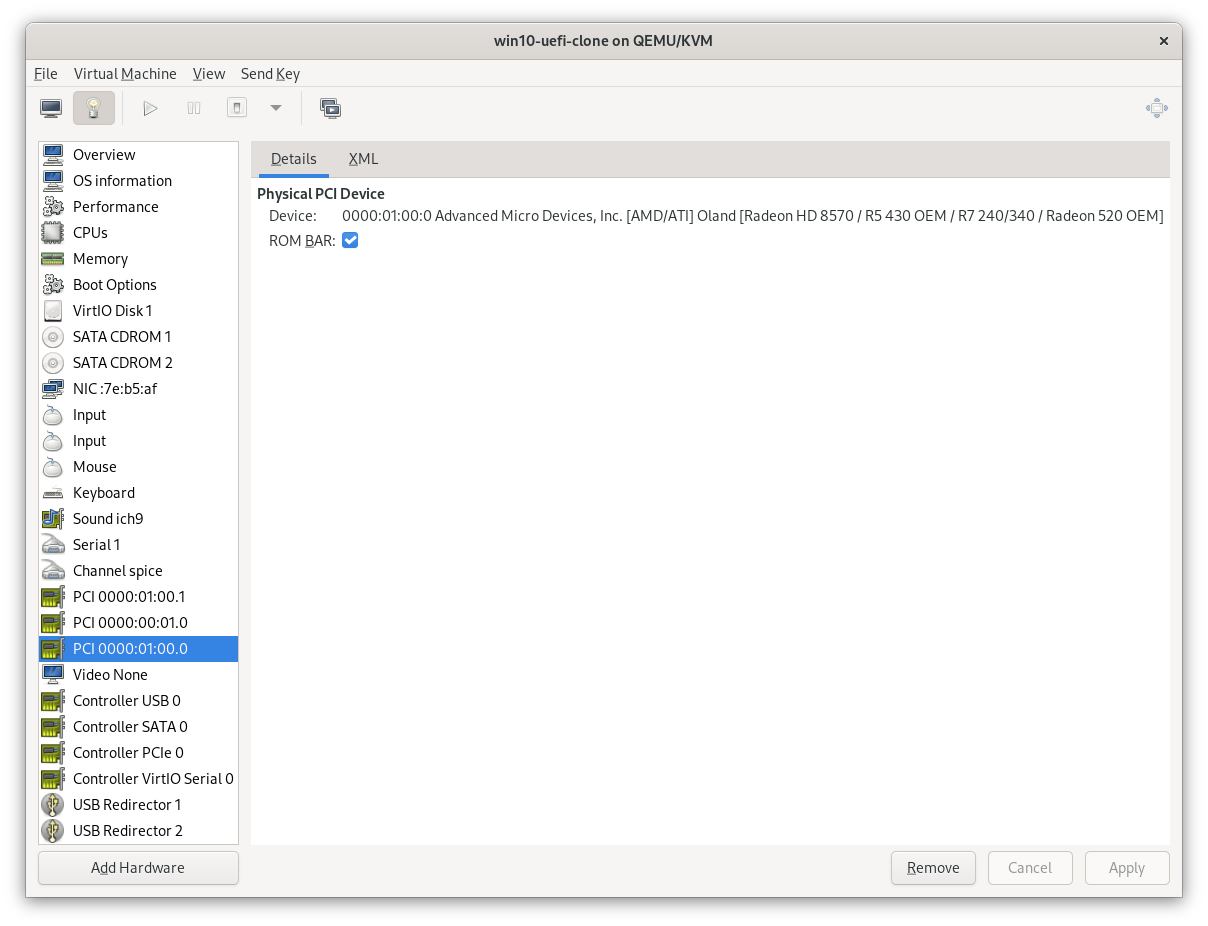 win10-uefi-clone on QEMU/KVM
File Virtual Machine View Send Key
Overview
OS information
Performance
CPUs
Memory
Boot Options
VirtIO Disk 1
SATA CDROM 1
SATA CDROM 2
NIC :7e:b5:af
Input
Input
Mouse
Keyboard
Sound ich9
Serial 1
Channel spice
PCI 0000:01:00.1
PCI 0000:00:01.0
PCI 0000:01:00.0
Video None
Controller USB 0
Controller SATA 0
Controller PCIe 0
Controller VirtIO Serial 0
USB Redirector 1
USB Redirector 2
Add Hardware
Details XML
Physical PCI Device
Device: 0000:01:00:0 Advanced Micro Devices, Inc. [AMD/ATI] Oland [Radeon HD 8570 / R5 430 OEM / R7 240/340 / Radeon 520 OEM]
ROM BAR:
Remove Cancel Apply